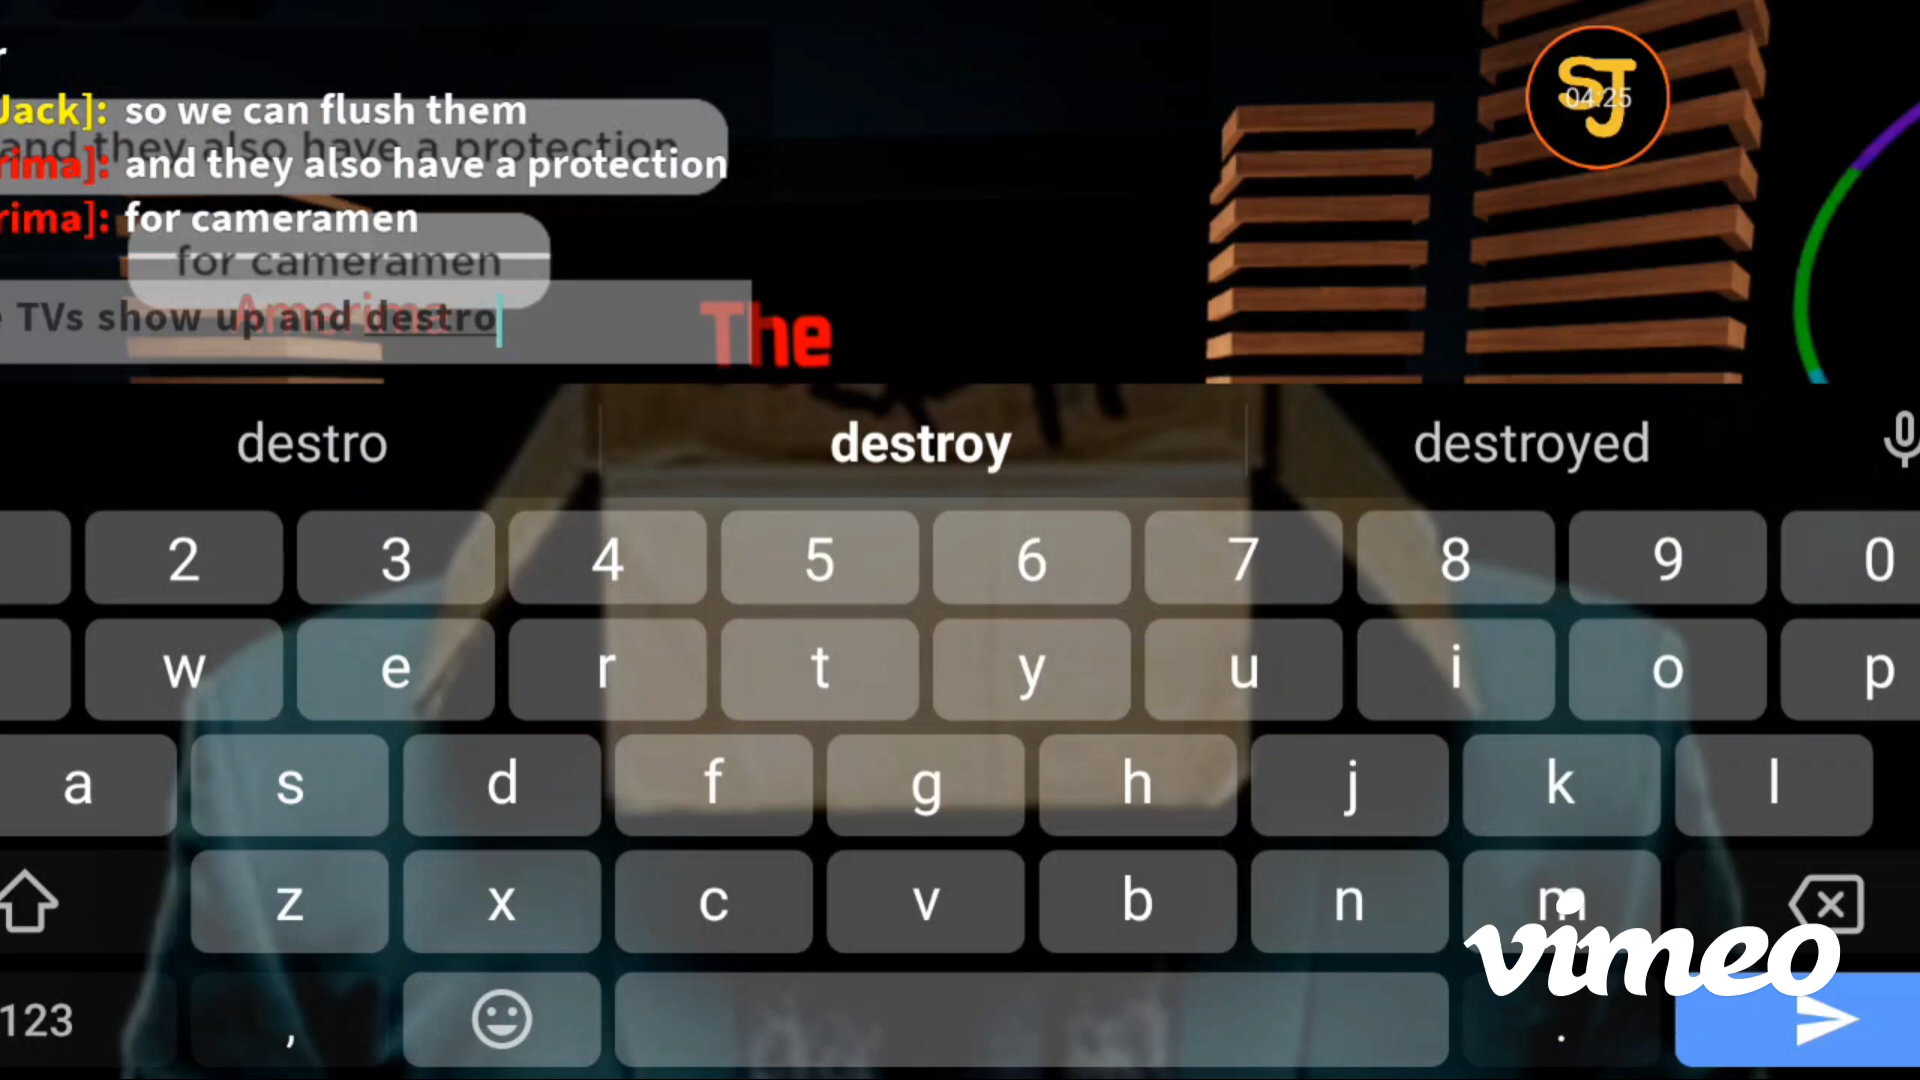 r
Jack]: so we can flush them
and they also have a protection
rima]: and they also have a protection
rima]: for cameramen
for cameramen
Amerima
TVs show up and destro
The
SJ
04:25
destro destroy destroyed
2 3 4 5 6 7 8 9 0
w e r t y u i o p
a s d f g h j k l
z x c v b n m
vimeo
123 , .